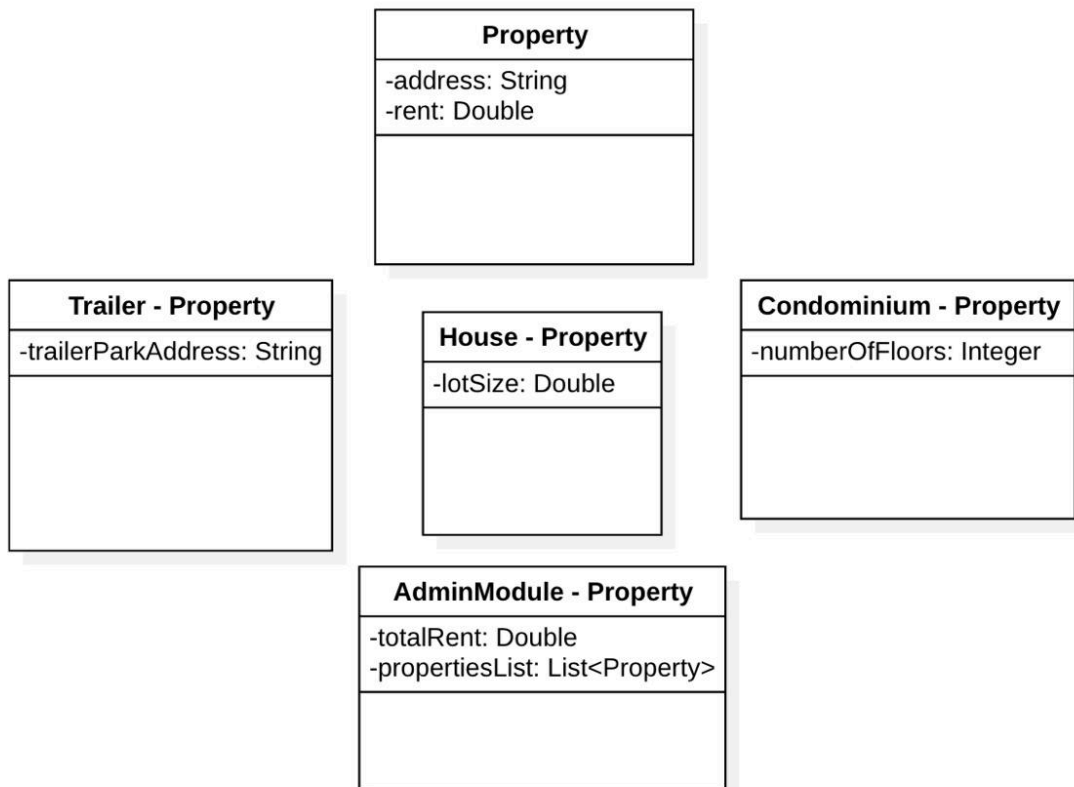 Property
-address: String
-rent: Double
Trailer - Property
-trailerParkAddress: String
House - Property
-lotSize: Double
Condominium - Property
-numberOfFloors: Integer
AdminModule - Property
-totalRent: Double
-propertiesList: List<Property>